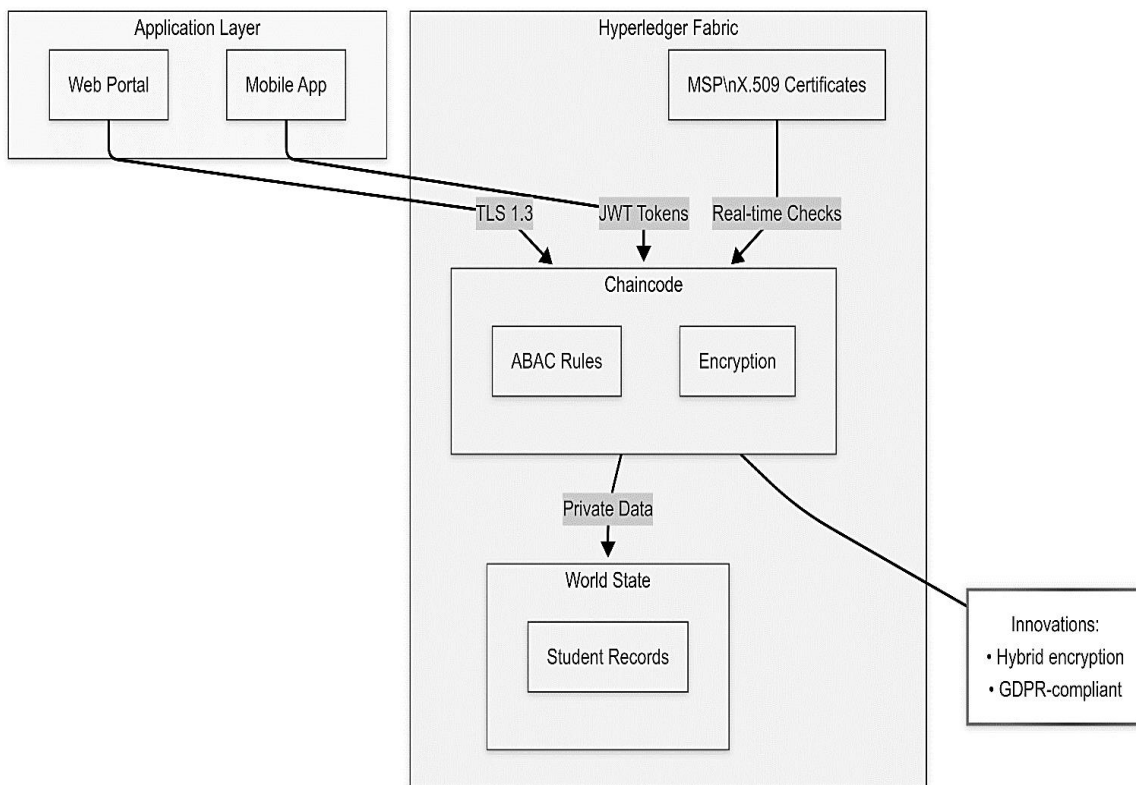 Application Layer
Hyperledger Fabric
Web Portal
Mobile App
MSP\nX.509 Certificates
TLS 1.3
JWT Tokens
Real-time Checks
Chaincode
ABAC Rules
Encryption
Private Data
World State
Student Records
Innovations:
• Hybrid encryption
• GDPR-compliant